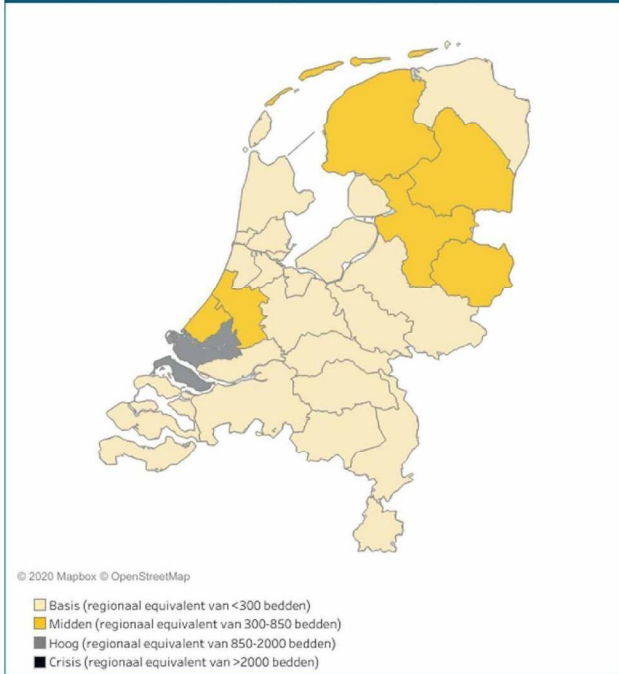 © 2020 Mapbox © OpenStreetMap
Basis (regionaal equivalent van <300 bedden)
Midden (regionaal equivalent van 300-850 bedden)
Hoog (regionaal equivalent van 850-2000 bedden)
Crisis (regionaal equivalent van >2000 bedden)